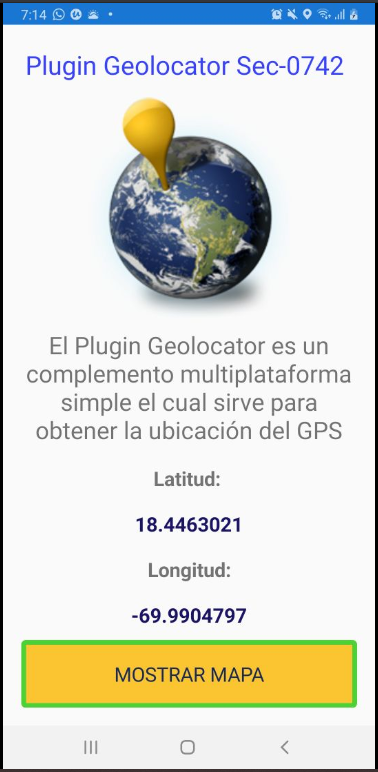 7:14
Plugin Geolocator Sec-0742
El Plugin Geolocator es un
complemento multiplataforma
simple el cual sirve para
obtener la ubicación del GPS
Latitud:
18.4463021
Longitud:
-69.9904797
MOSTRAR MAPA